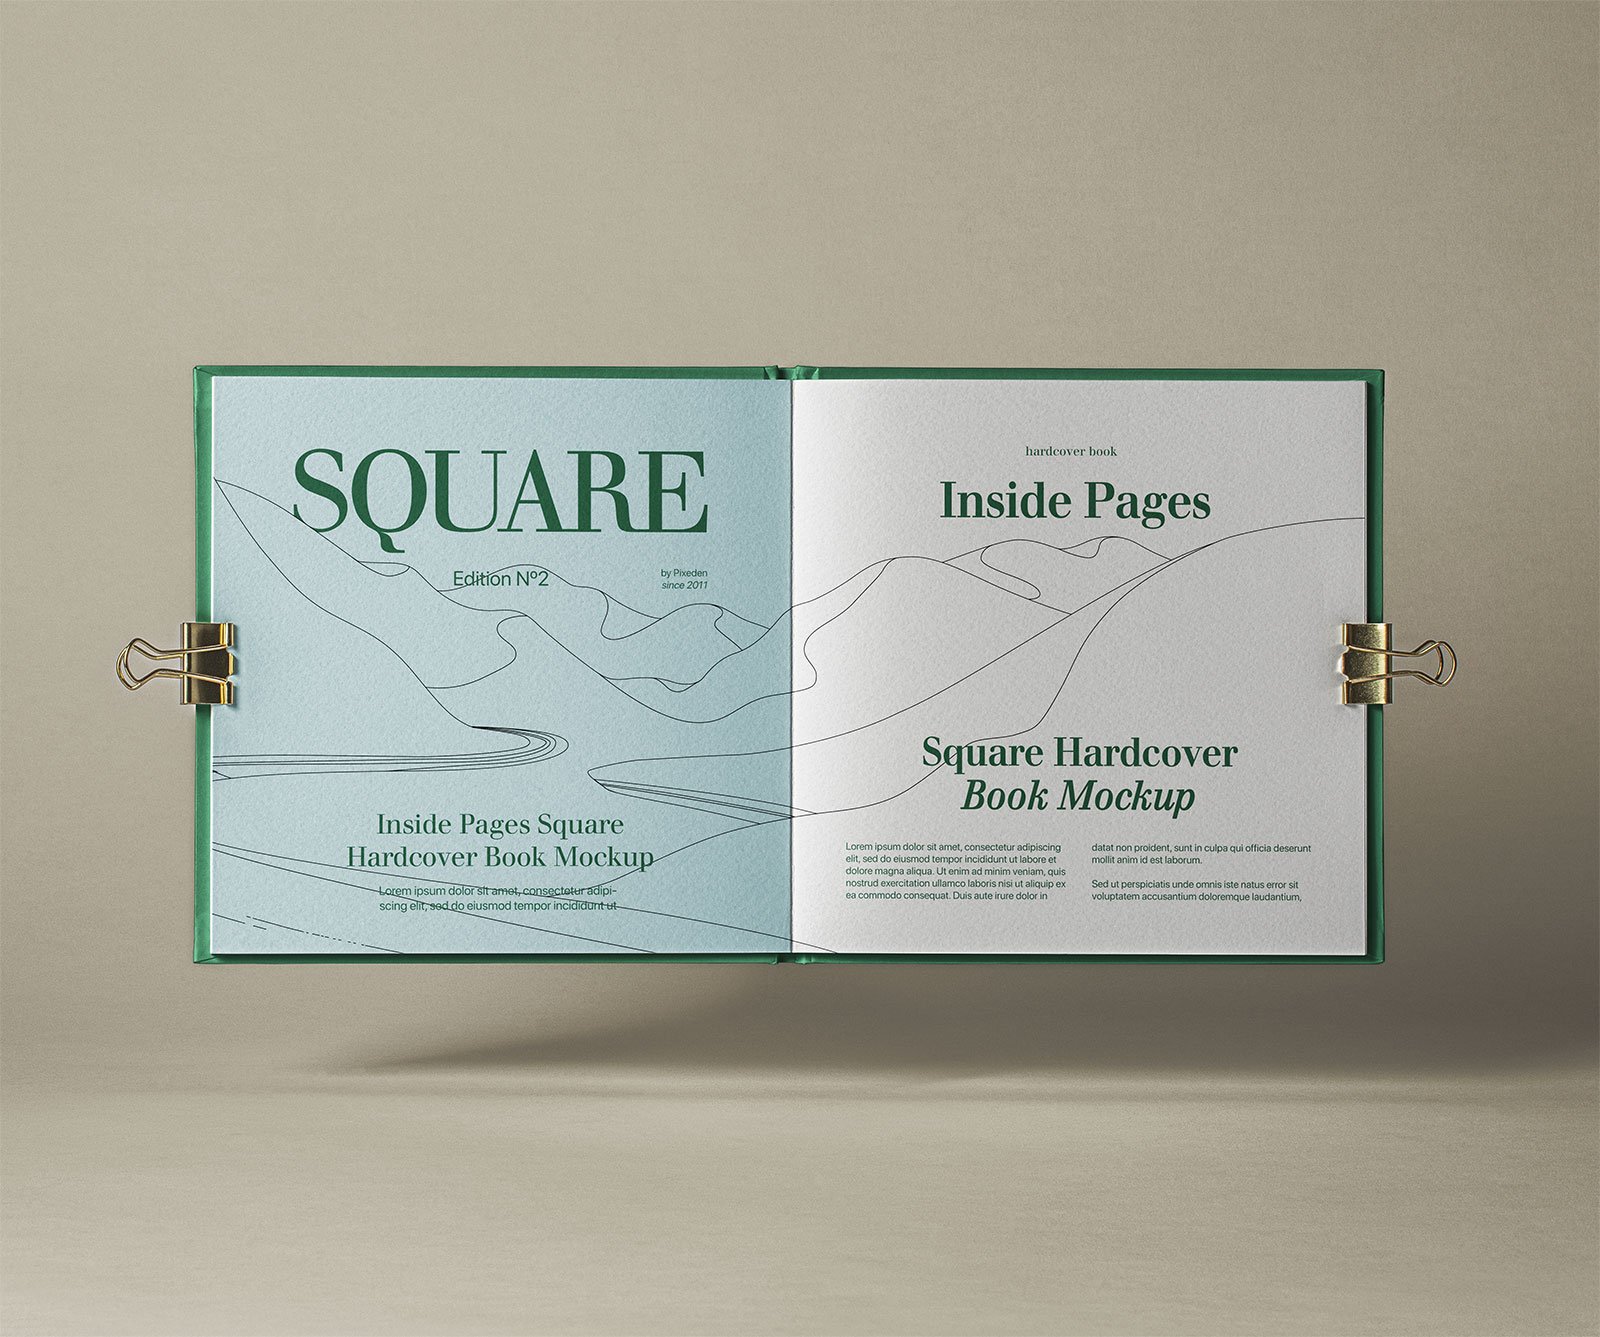 SQUARE
Edition Nº2
by Pixeden
since 2011
Inside Pages Square
Hardcover Book Mockup
Lorem ipsum dolor sit amet, consectetur adipi-
scing elit, sed do eiusmod tempor incididunt ut
hardcover book
Inside Pages
Square Hardcover
Book Mockup
Lorem ipsum dolor sit amet, consectetur adipiscing
elit, sed do eiusmod tempor incididunt ut labore et
dolore magna aliqua. Ut enim ad minim veniam, quis
nostrud exercitation ullamco laboris nisi ut aliquip ex
ea commodo consequat. Duis aute irure dolor in
datat non proident, sunt in culpa qui officia deserunt
mollit anim id est laborum.
Sed ut perspiciatis unde omnis iste natus error sit
voluptatem accusantium doloremque laudantium,